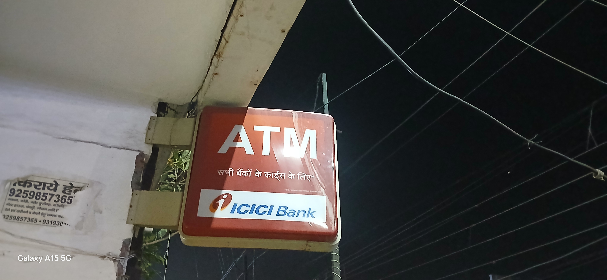 ATM
सभी बैंकों के कार्ड्स के लिए
ICICI Bank
किराये हेतु
9259857365
Galaxy A15 5G